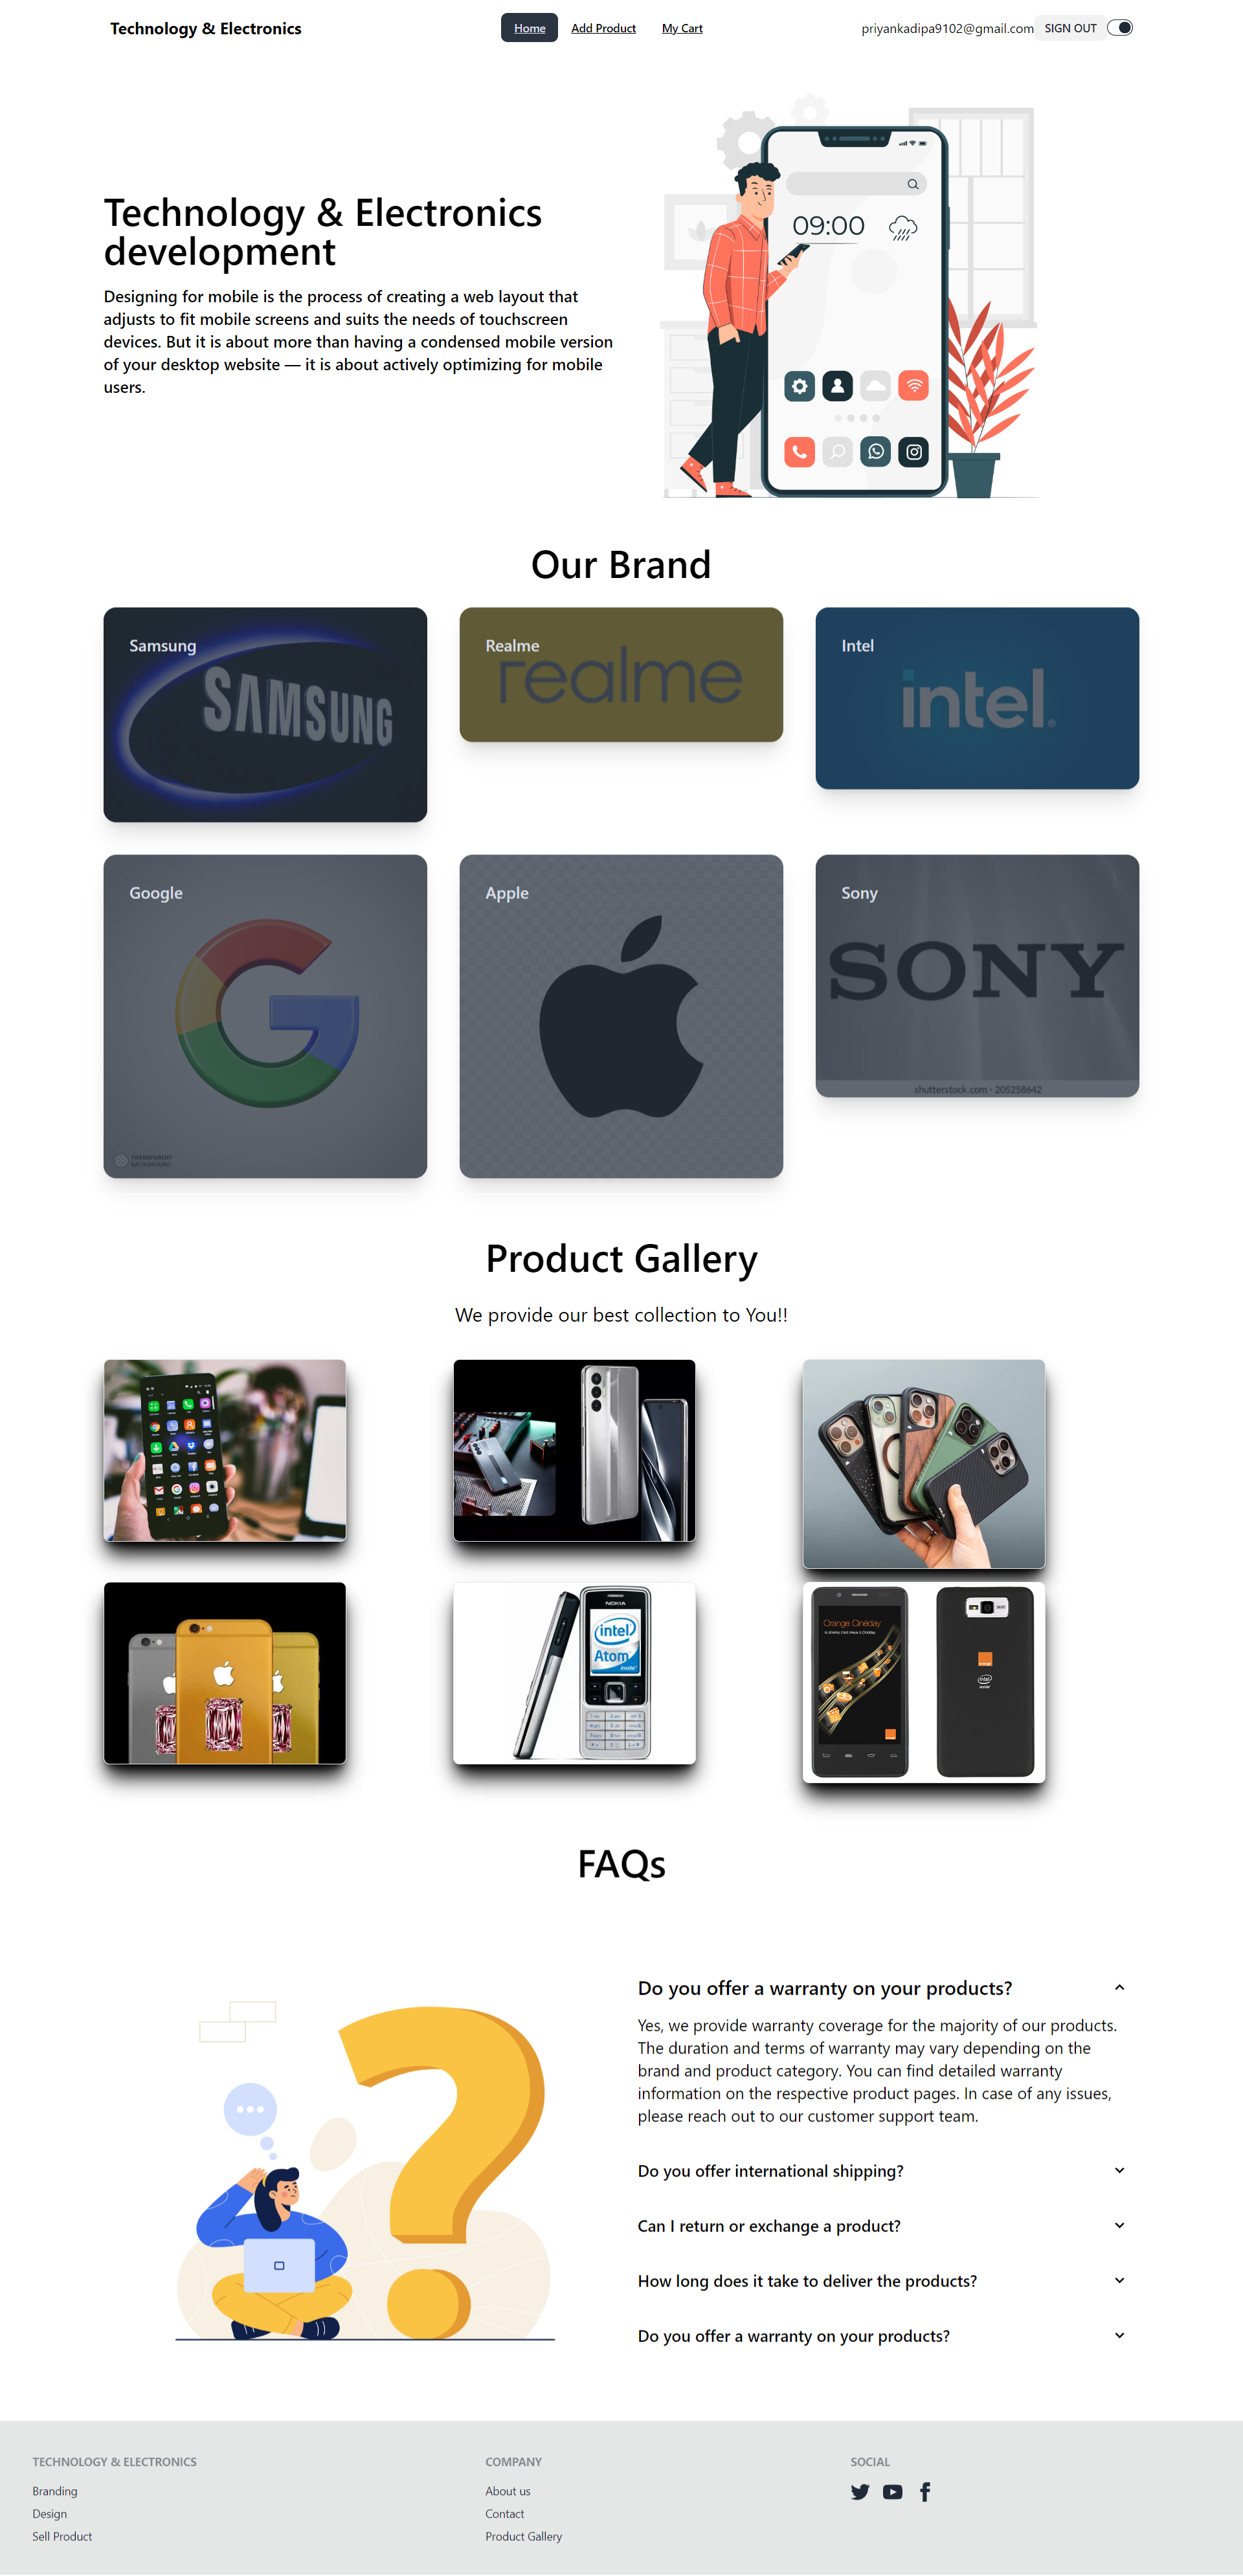 Technology & Electronics
Home
Add Product
My Cart
priyankadipa9102@gmail.com
SIGN OUT
09:00
Technology & Electronics
development
Designing for mobile is the process of creating a web layout that
adjusts to fit mobile screens and suits the needs of touchscreen
devices. But it is about more than having a condensed mobile version
of your desktop website — it is about actively optimizing for mobile
users.
Our Brand
Samsung
SAMSUNG
Realme
realme
Intel
intel®
Google
TRANSPARENT
BACKGROUND
Apple
Sony
SONY
shutterstock.com · 205258642
Product Gallery
We provide our best collection to You!!
NOKIA
intel
Atom
inside
Orange Cinéday
FAQs
Do you offer a warranty on your products?
Yes, we provide warranty coverage for the majority of our products.
The duration and terms of warranty may vary depending on the
brand and product category. You can find detailed warranty
information on the respective product pages. In case of any issues,
please reach out to our customer support team.
Do you offer international shipping?
Can I return or exchange a product?
How long does it take to deliver the products?
Do you offer a warranty on your products?
TECHNOLOGY & ELECTRONICS
Branding
Design
Sell Product
COMPANY
About us
Contact
Product Gallery
SOCIAL